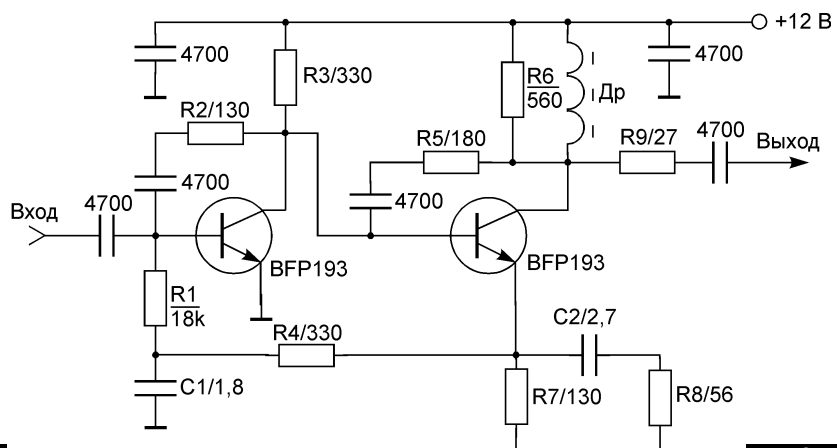 +12 В
4700
R3/330
R6
560
Др
4700
R2/130
R5/180
R9/27
4700
Выход
4700
4700
4700
Вход
BFP193
BFP193
R1
18k
R4/330
C2/2,7
C1/1,8
R7/130
R8/56